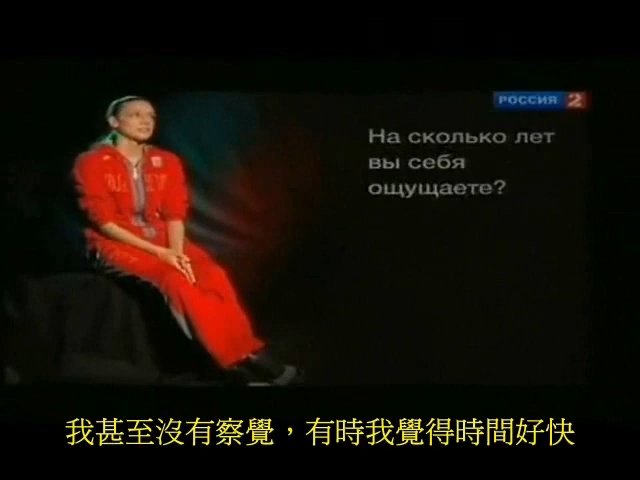 РОССИЯ 2
На сколько лет
вы себя
ощущаете?
我甚至沒有察覺，有時我覺得時間好快